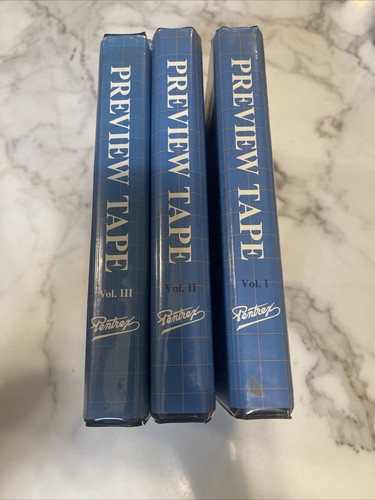 PREVIEW TAPE
Vol. III
Pentrex
PREVIEW TAPE
Vol. II
Pentrex
PREVIEW TAPE
Vol. I
Pentrex